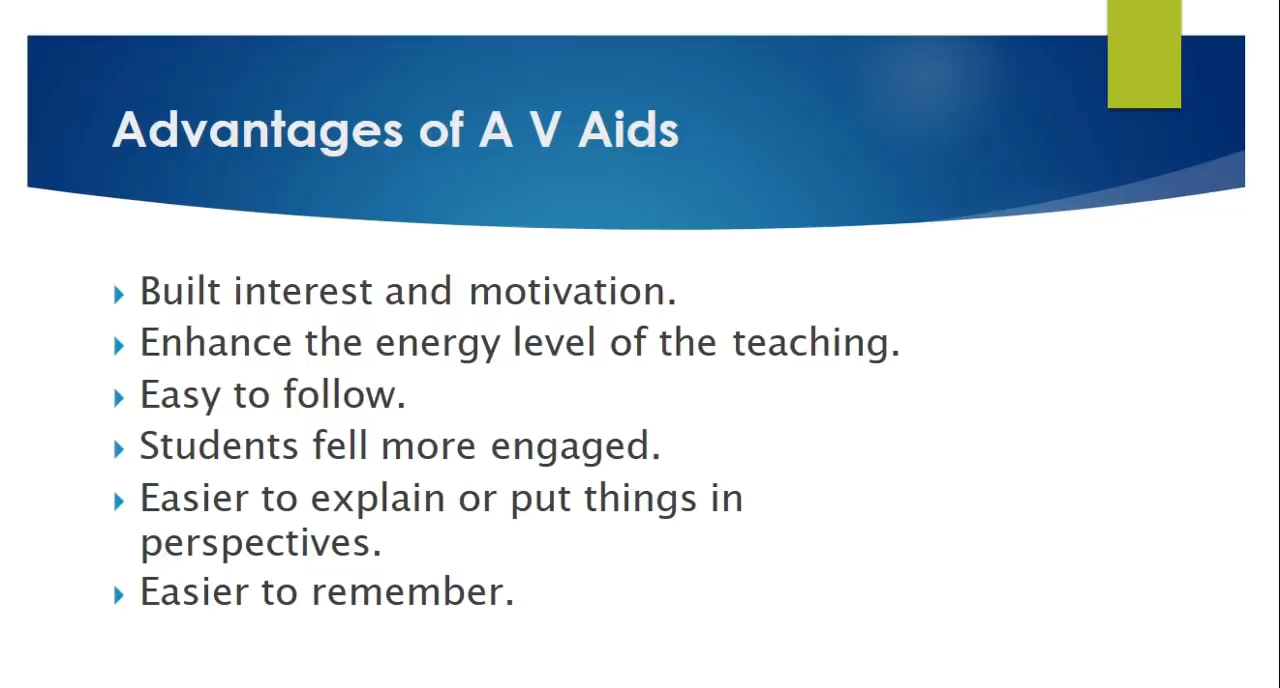 Advantages of A V Aids
Built interest and motivation.
Enhance the energy level of the teaching.
Easy to follow.
Students fell more engaged.
Easier to explain or put things in
perspectives.
Easier to remember.